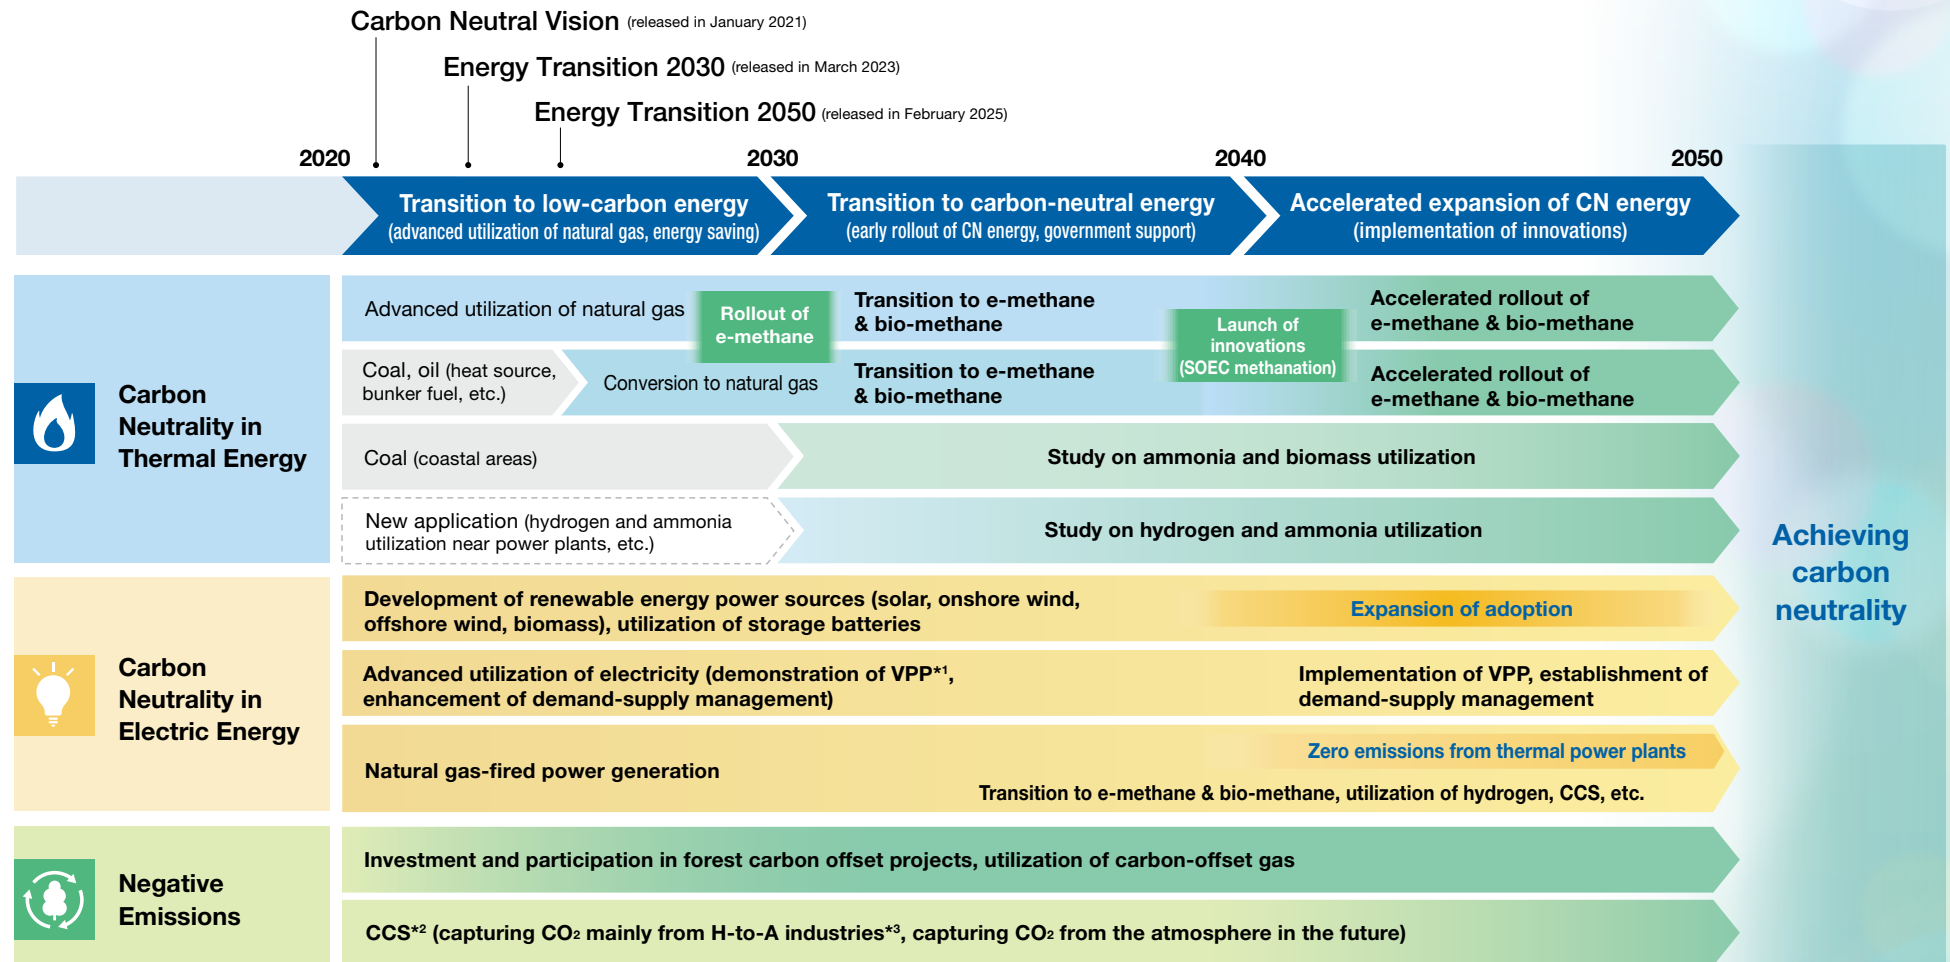 Carbon Neutral Vision (released in January 2021)
Energy Transition 2030 (released in March 2023)
Energy Transition 2050 (released in February 2025)
2020
2030
2040
2050
Transition to low-carbon energy
(advanced utilization of natural gas, energy saving)
Transition to carbon-neutral energy
(early rollout of CN energy, government support)
Accelerated expansion of CN energy
(implementation of innovations)
Carbon
Neutrality in
Thermal Energy
Advanced utilization of natural gas
Rollout of
e-methane
Transition to e-methane
& bio-methane
Launch of
innovations
(SOEC methanation)
Accelerated rollout of
e-methane & bio-methane
Coal, oil (heat source,
bunker fuel, etc.)
Conversion to natural gas
Transition to e-methane
& bio-methane
Accelerated rollout of
e-methane & bio-methane
Coal (coastal areas)
Study on ammonia and biomass utilization
New application (hydrogen and ammonia
utilization near power plants, etc.)
Study on hydrogen and ammonia utilization
Carbon
Neutrality in
Electric Energy
Development of renewable energy power sources (solar, onshore wind,
offshore wind, biomass), utilization of storage batteries
Expansion of adoption
Advanced utilization of electricity (demonstration of VPP*1,
enhancement of demand-supply management)
Implementation of VPP, establishment of
demand-supply management
Natural gas-fired power generation
Zero emissions from thermal power plants
Transition to e-methane & bio-methane, utilization of hydrogen, CCS, etc.
Negative
Emissions
Investment and participation in forest carbon offset projects, utilization of carbon-offset gas
CCS*2 (capturing CO2 mainly from H-to-A industries*3, capturing CO2 from the atmosphere in the future)
Achieving
carbon
neutrality